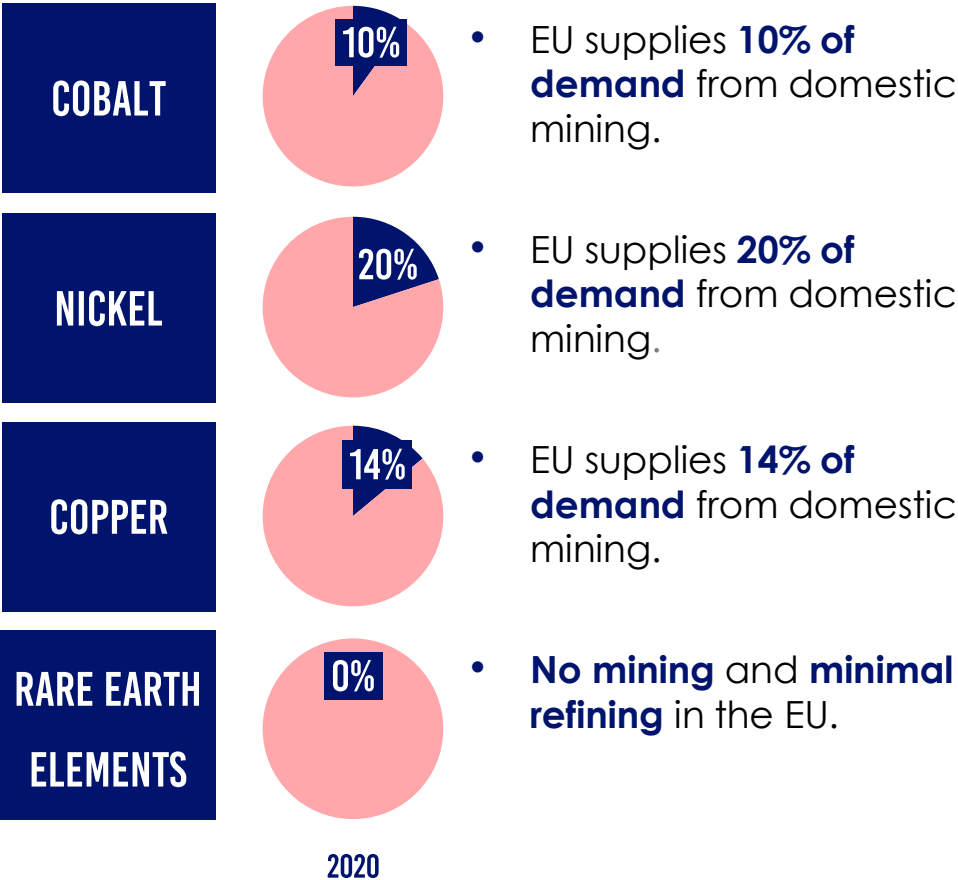 COBALT
10%
• EU supplies 10% of
demand from domestic
mining.
NICKEL
20%
• EU supplies 20% of
demand from domestic
mining.
COPPER
14%
• EU supplies 14% of
demand from domestic
mining.
RARE EARTH
ELEMENTS
0%
• No mining and minimal
refining in the EU.
2020